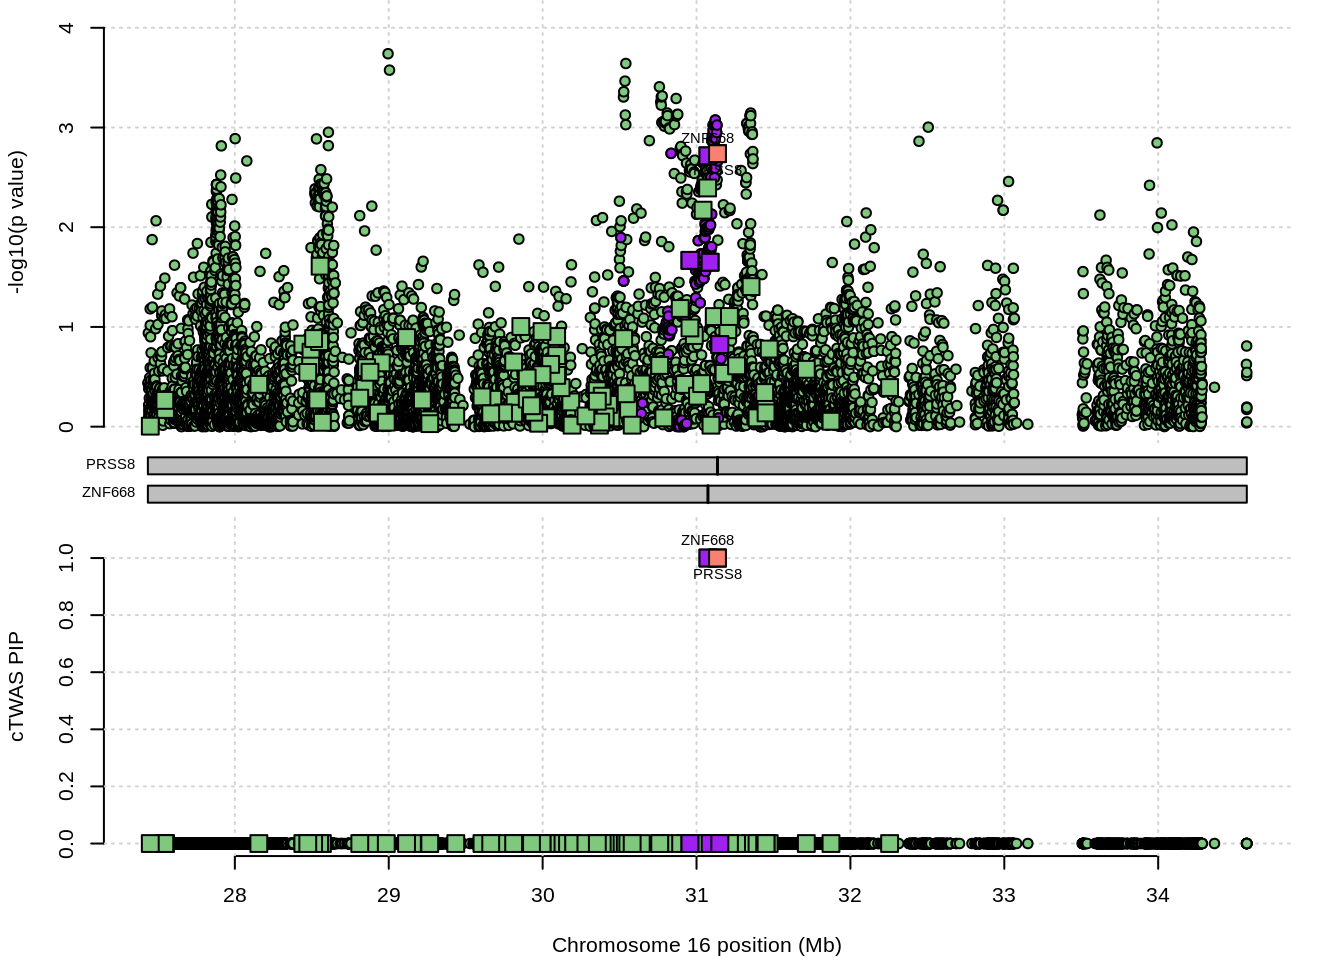 4
3
2
1
0
-log10(p value)
ZNF668
PRSS8
PRSS8
ZNF668
ZNF668
PRSS8
1.0
0.8
0.6
0.4
0.2
0.0
cTWAS PIP
28 29 30 31 32 33 34
Chromosome 16 position (Mb)